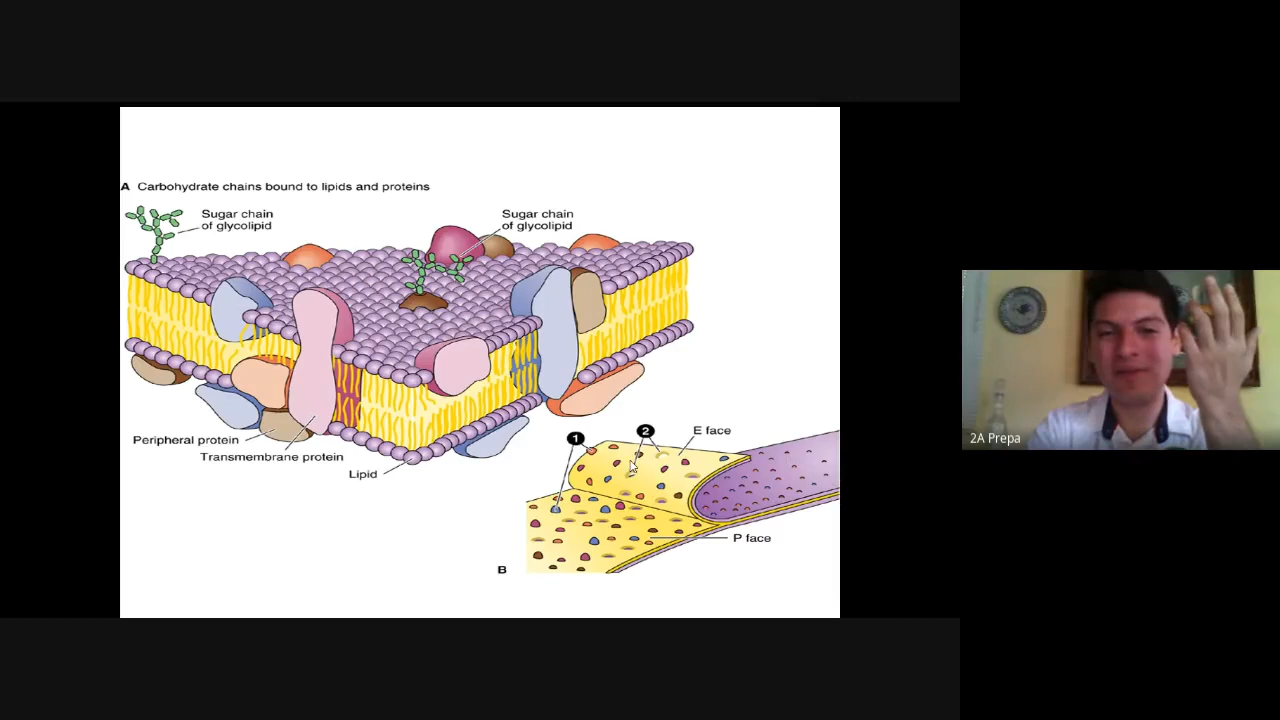 A Carbohydrate chains bound to lipids and proteins
Sugar chain
of glycolipid
Sugar chain
of glycolipid
Peripheral protein
Transmembrane protein
Lipid
1
2
E face
P face
B
2A Prepa